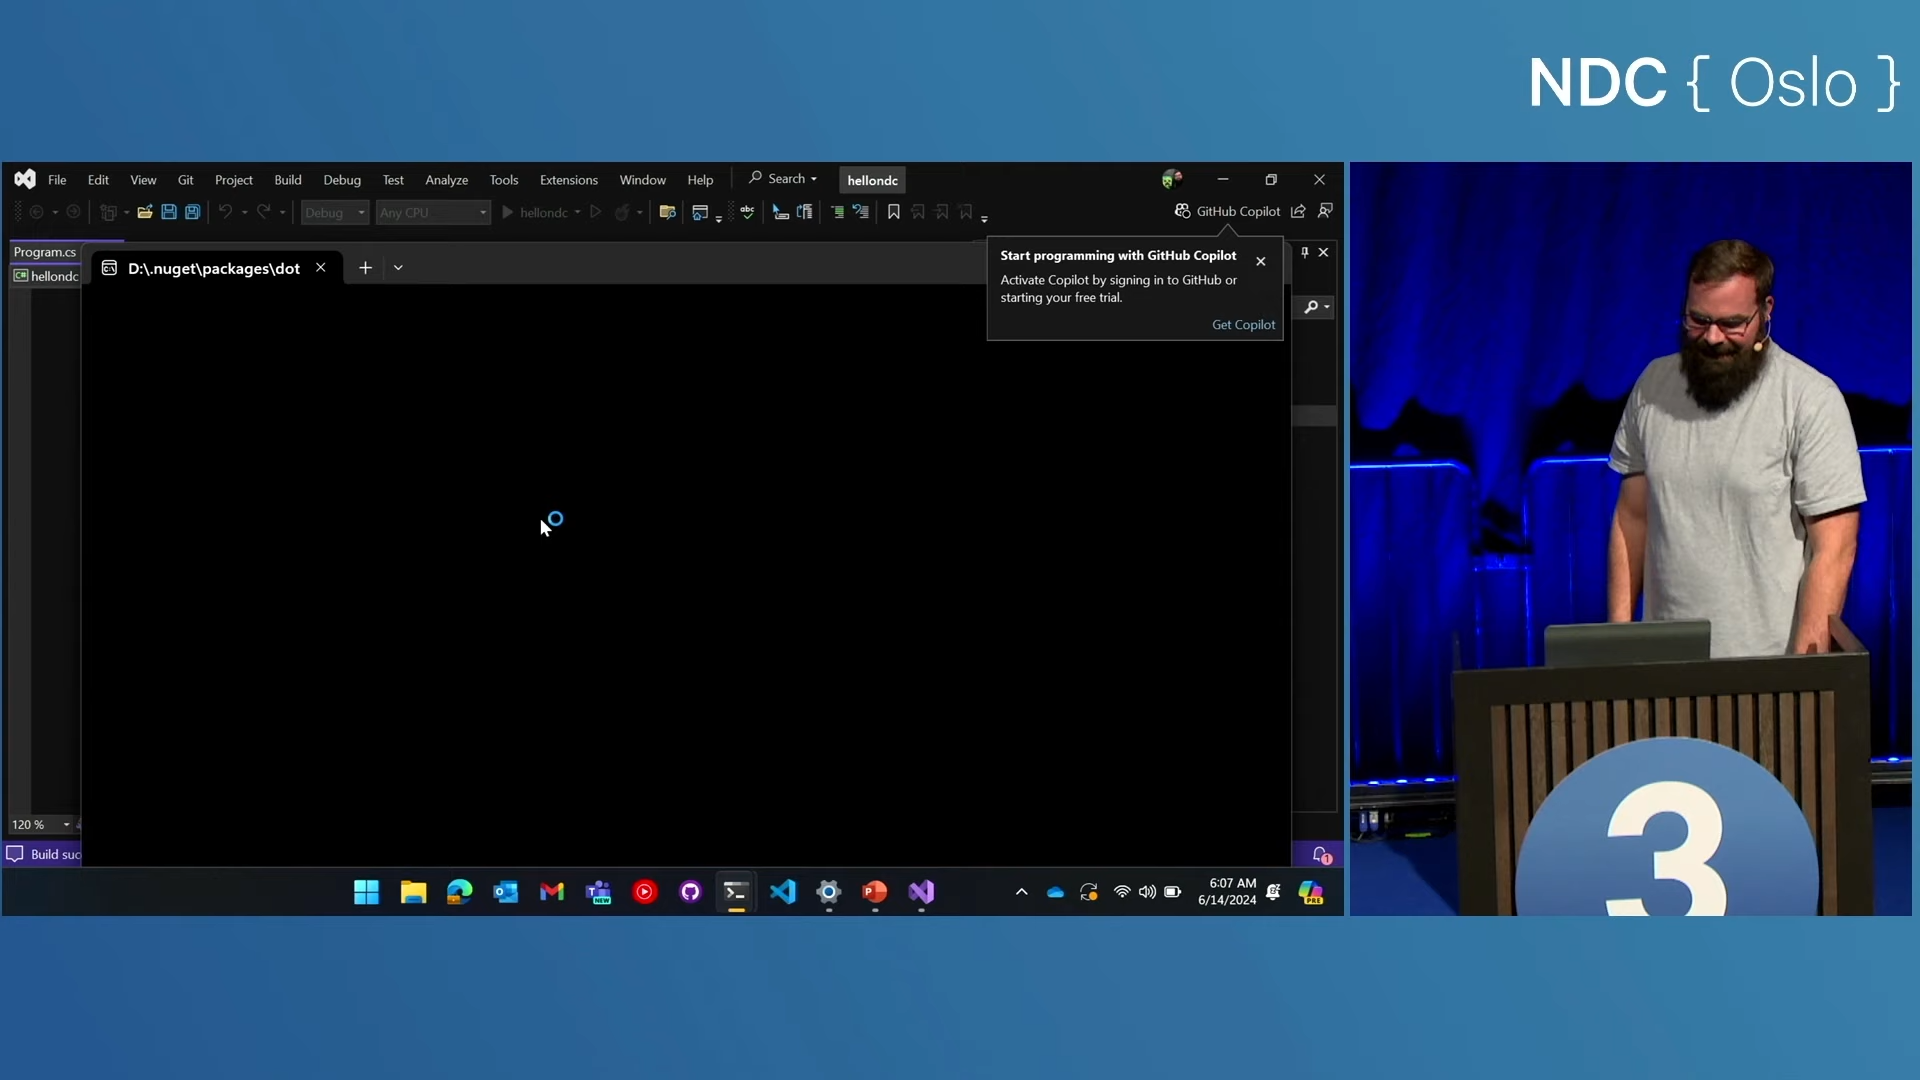 NDC { Oslo }
File Edit View Git Project Build Debug Test Analyze Tools Extensions Window Help Search hellondc
Debug Any CPU hellondc GitHub Copilot
Program.cs
hellondc
D:\.nuget\packages\dot
Start programming with GitHub Copilot
Activate Copilot by signing in to GitHub or
starting your free trial.
Get Copilot
120 %
Build suc
1
NEW
6:07 AM
6/14/2024
PRE
3